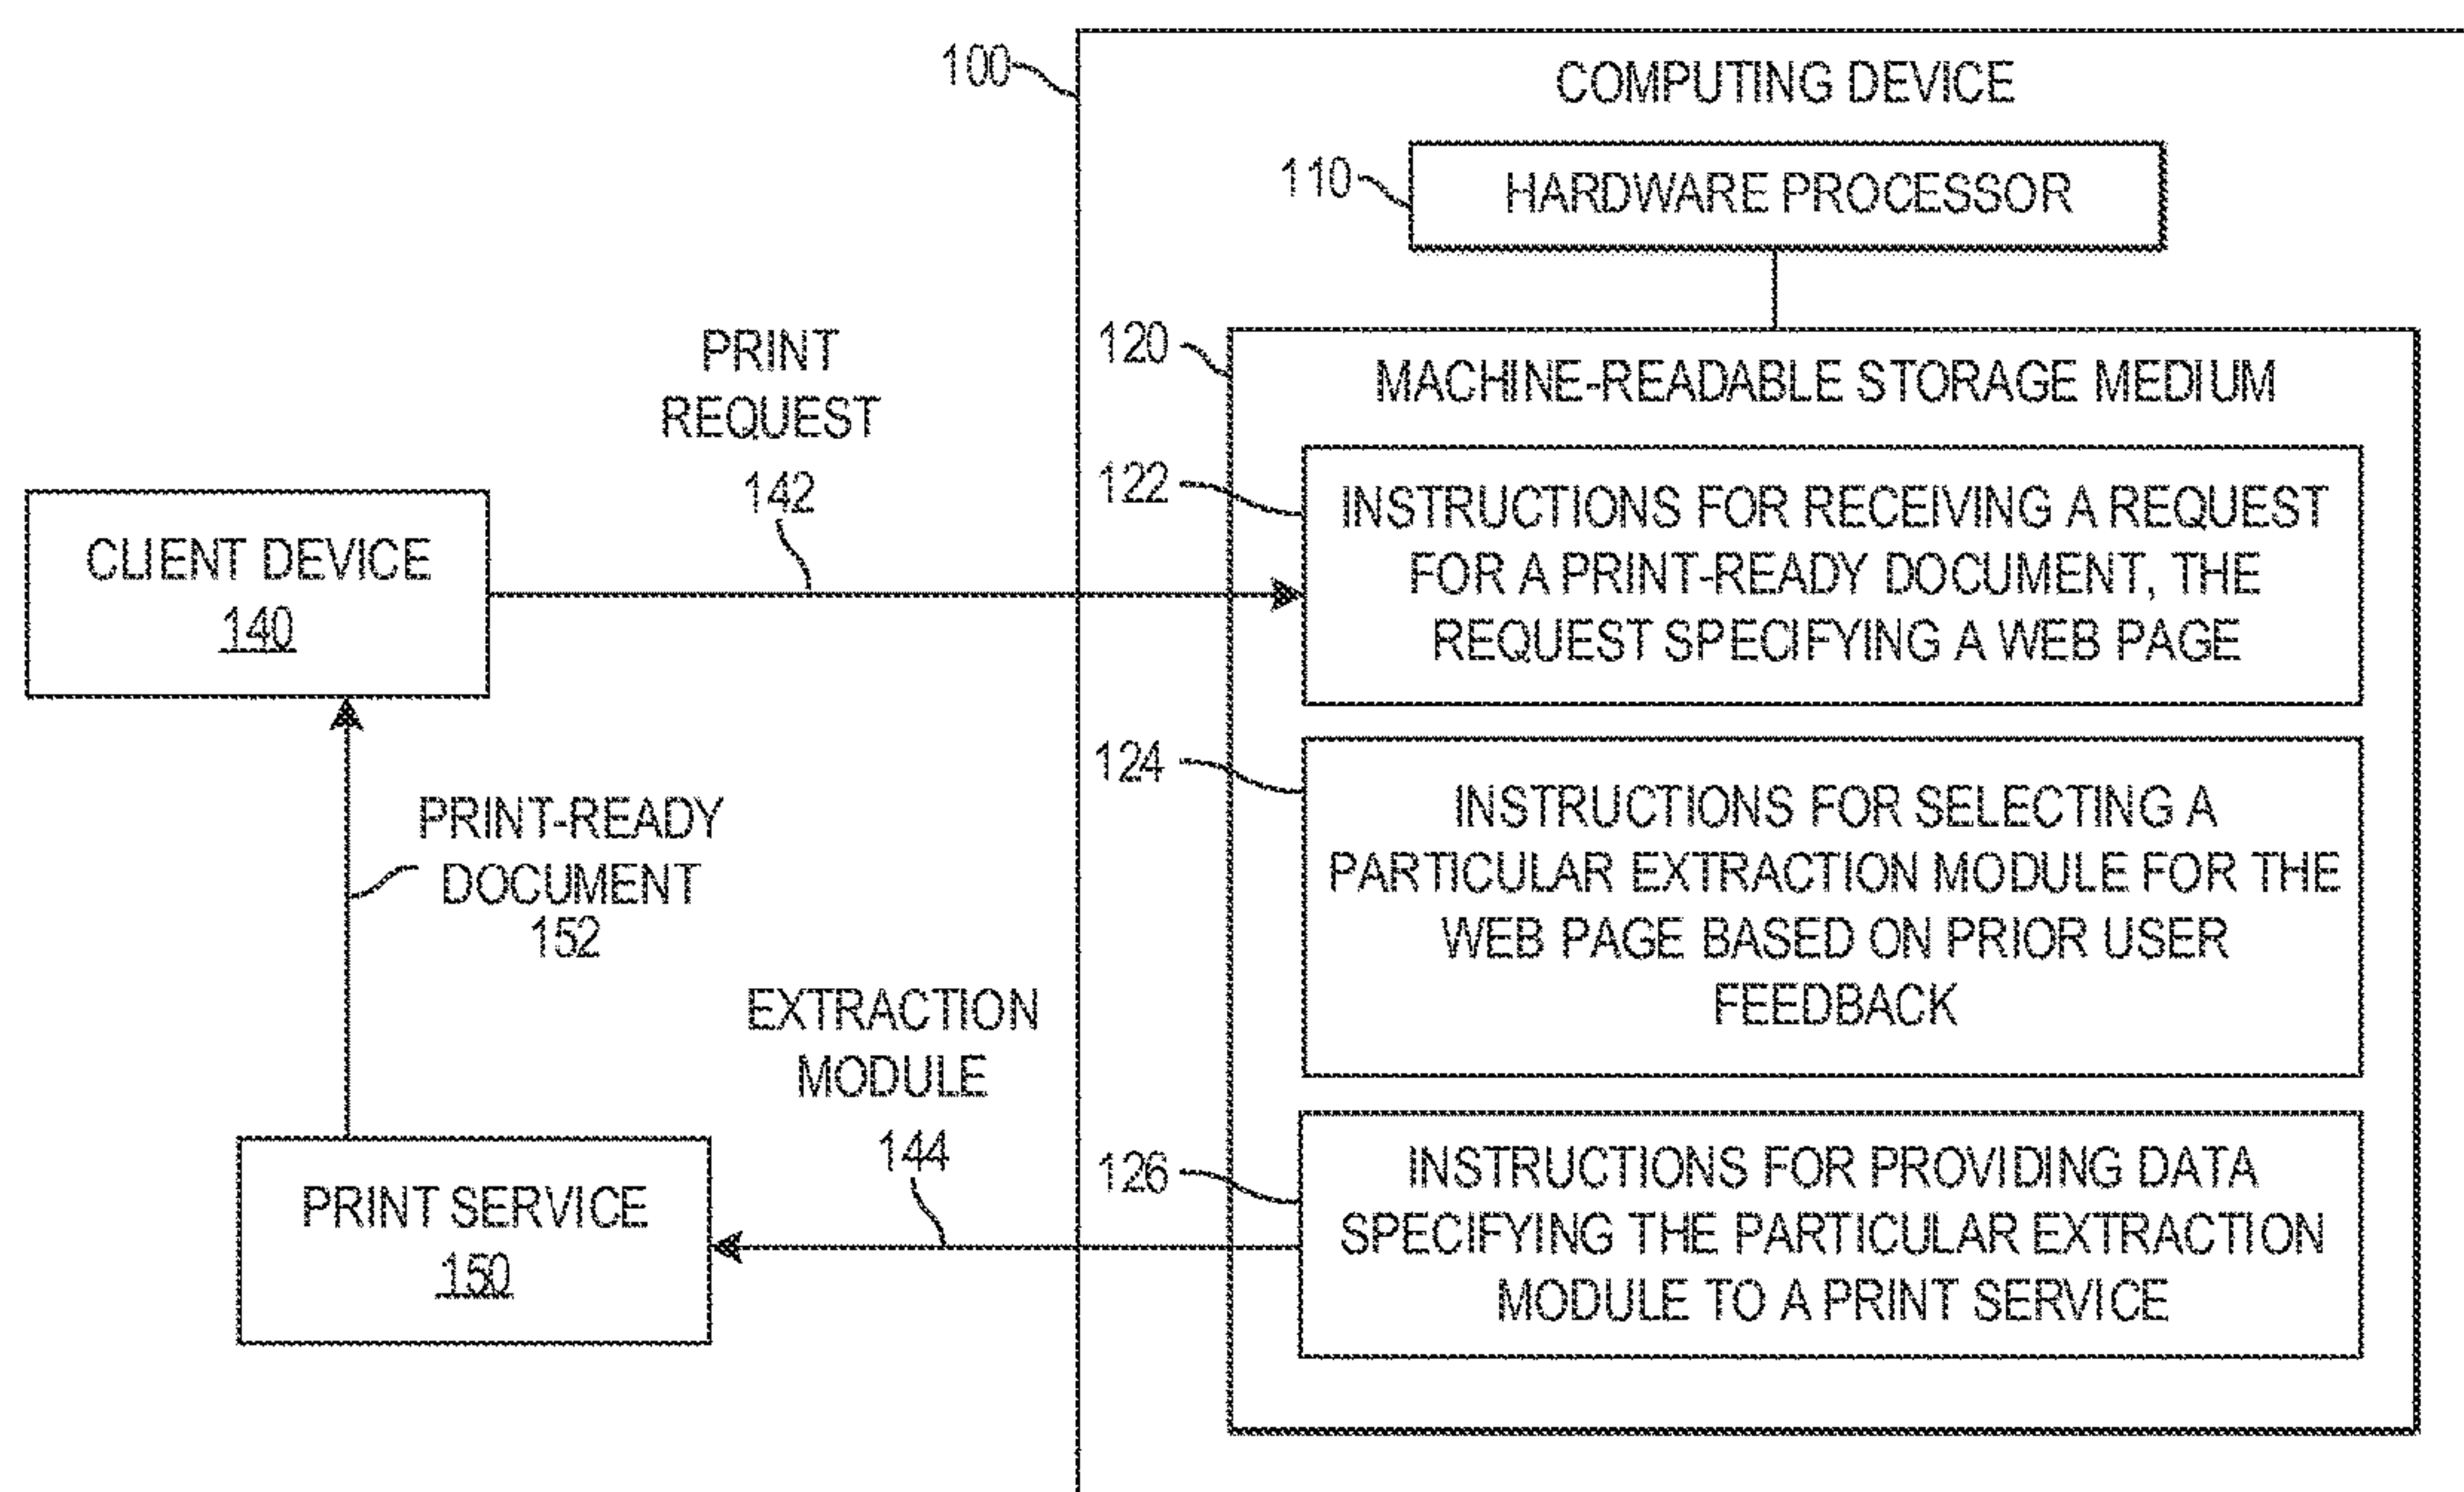 100
COMPUTING DEVICE
110
HARDWARE PROCESSOR
120
MACHINE-READABLE STORAGE MEDIUM
PRINT
REQUEST
142
122
INSTRUCTIONS FOR RECEIVING A REQUEST
FOR A PRINT-READY DOCUMENT, THE
REQUEST SPECIFYING A WEB PAGE
CLIENT DEVICE
140
124
INSTRUCTIONS FOR SELECTING A
PARTICULAR EXTRACTION MODULE FOR THE
WEB PAGE BASED ON PRIOR USER
FEEDBACK
PRINT-READY
DOCUMENT
152
EXTRACTION
MODULE
144
126
INSTRUCTIONS FOR PROVIDING DATA
SPECIFYING THE PARTICULAR EXTRACTION
MODULE TO A PRINT SERVICE
PRINT SERVICE
150